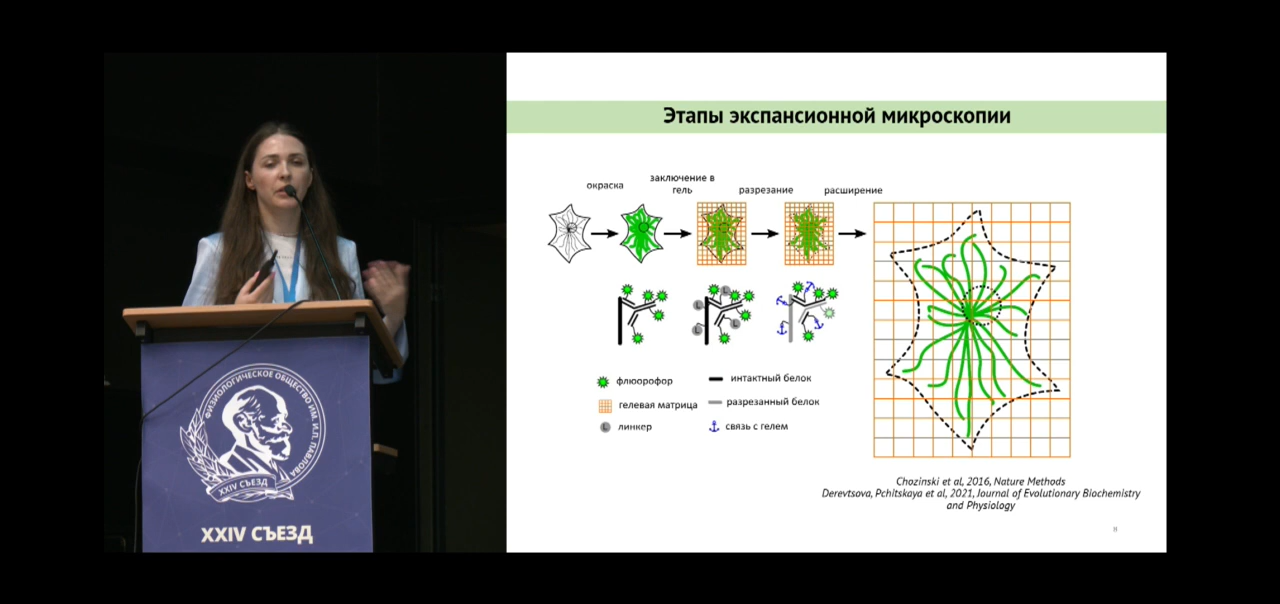 Этапы экспансионной микроскопии
окраска
заключение в
гель
разрезание
расширение
L
L
L
L
флюорофор
интактный белок
гелевая матрица
разрезанный белок
L
линкер
связь с гелем
Chozinski et al, 2016, Nature Methods
Derevtsova, Pchitskaya et al, 2021, Journal of Evolutionary Biochemistry
and Physiology
ФИЗИОЛОГИЧЕСКОЕ ОБЩЕСТВО ИМ. И.П. ПАВЛОВА
XXIV СЪЕЗД
XXIV СЪЕЗД